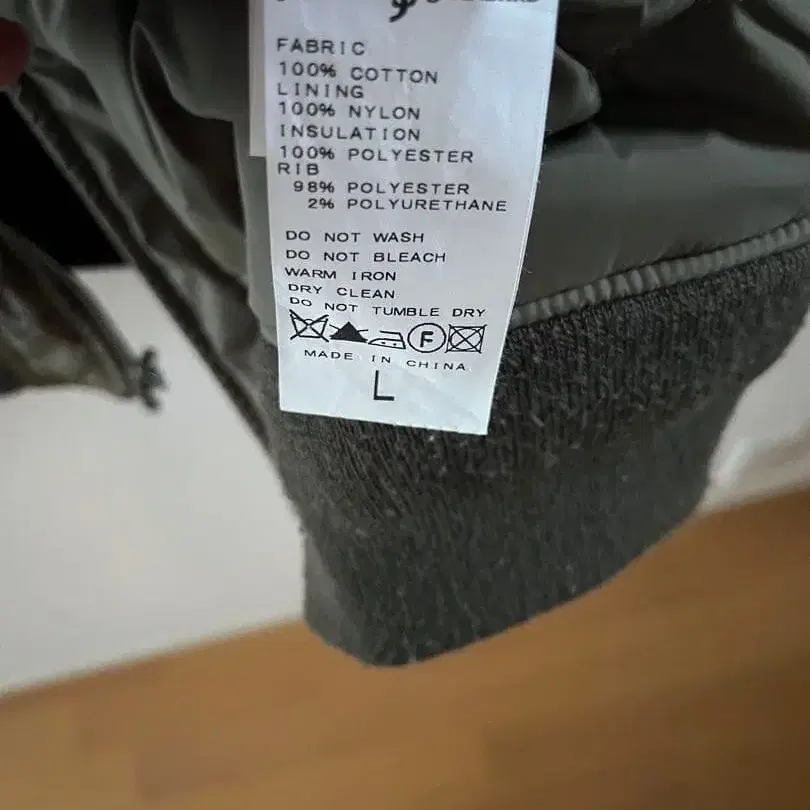 FABRIC
100% COTTON
LINING
100% NYLON
INSULATION
100% POLYESTER
RIB
98% POLYESTER
2% POLYURETHANE
DO NOT WASH
DO NOT BLEACH
WARM IRON
DRY CLEAN
DO NOT TUMBLE DRY
F
MADE IN CHINA
L